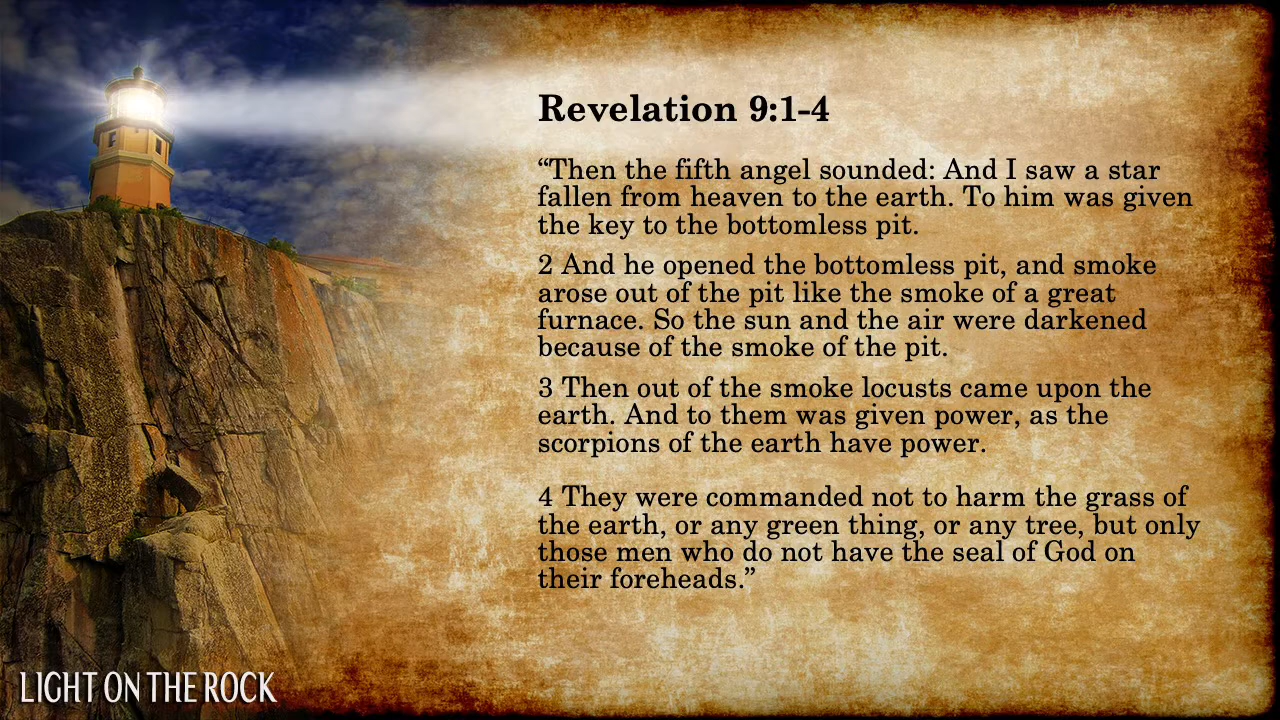 Revelation 9:1-4
“Then the fifth angel sounded: And I saw a star
fallen from heaven to the earth. To him was given
the key to the bottomless pit.
2 And he opened the bottomless pit, and smoke
arose out of the pit like the smoke of a great
furnace. So the sun and the air were darkened
because of the smoke of the pit.
3 Then out of the smoke locusts came upon the
earth. And to them was given power, as the
scorpions of the earth have power.
4 They were commanded not to harm the grass of
the earth, or any green thing, or any tree, but only
those men who do not have the seal of God on
their foreheads.”
LIGHT ON THE ROCK